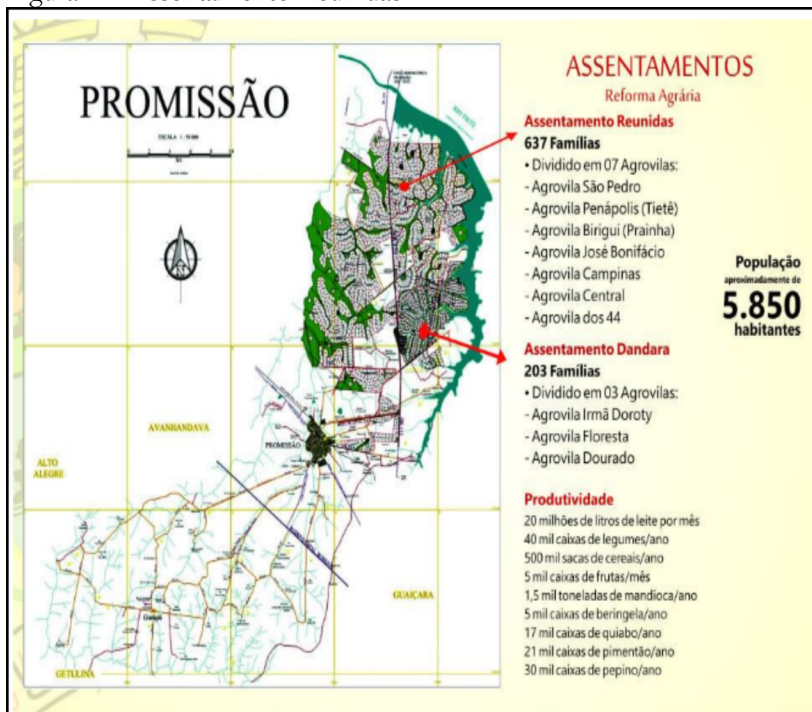 PROMISSÃO
RIO TIETÊ
AVANHANDAVA
PROMISSÃO
ALTO
ALEGRE
GUAIÇARA
GETULINA
ASSENTAMENTOS
Reforma Agrária
Assentamento Reunidas
637 Famílias
• Dividido em 07 Agrovilas:
- Agrovila São Pedro
- Agrovila Penápolis (Tietê)
- Agrovila Birigui (Prainha)
- Agrovila José Bonifácio
- Agrovila Campinas
- Agrovila Central
- Agrovila dos 44
População
aproximadamente de
5.850
habitantes
Assentamento Dandara
203 Famílias
• Dividido em 03 Agrovilas:
- Agrovila Irmã Doroty
- Agrovila Floresta
- Agrovila Dourado
Produtividade
20 milhões de litros de leite por mês
40 mil caixas de legumes/ano
500 mil sacas de cereais/ano
5 mil caixas de frutas/mês
1,5 mil toneladas de mandioca/ano
5 mil caixas de beringela/ano
17 mil caixas de quiabo/ano
21 mil caixas de pimentão/ano
30 mil caixas de pepino/ano